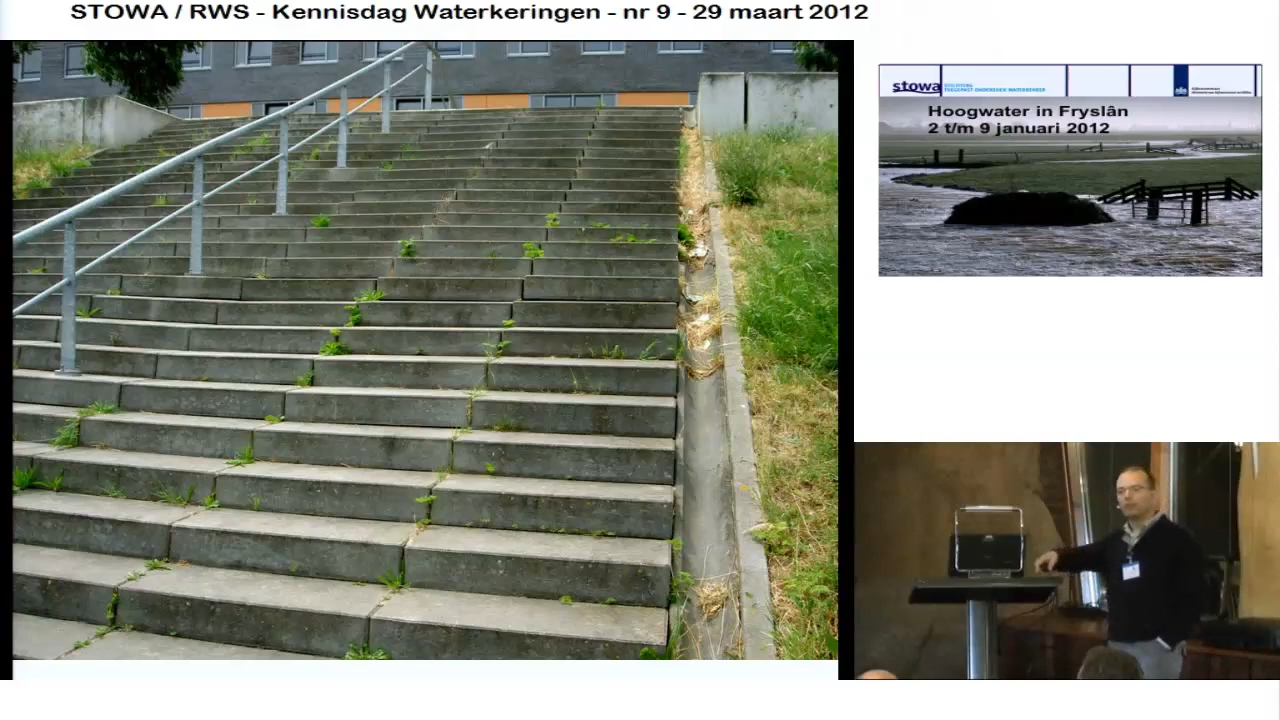 STOWA / RWS - Kennisdag Waterkeringen - nr 9 - 29 maart 2012
stowa
Hoogwater in Fryslân
2 t/m 9 januari 2012